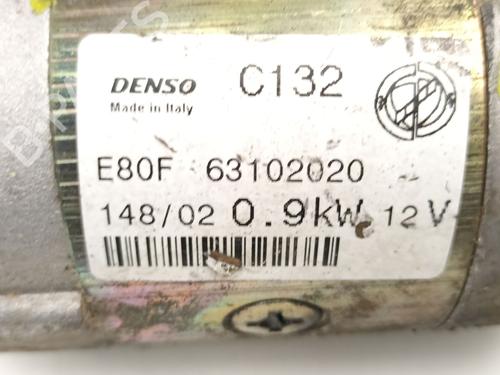 DENSO C132
Made in Italy
E80F 63102020
148/02 0.9kW 12V